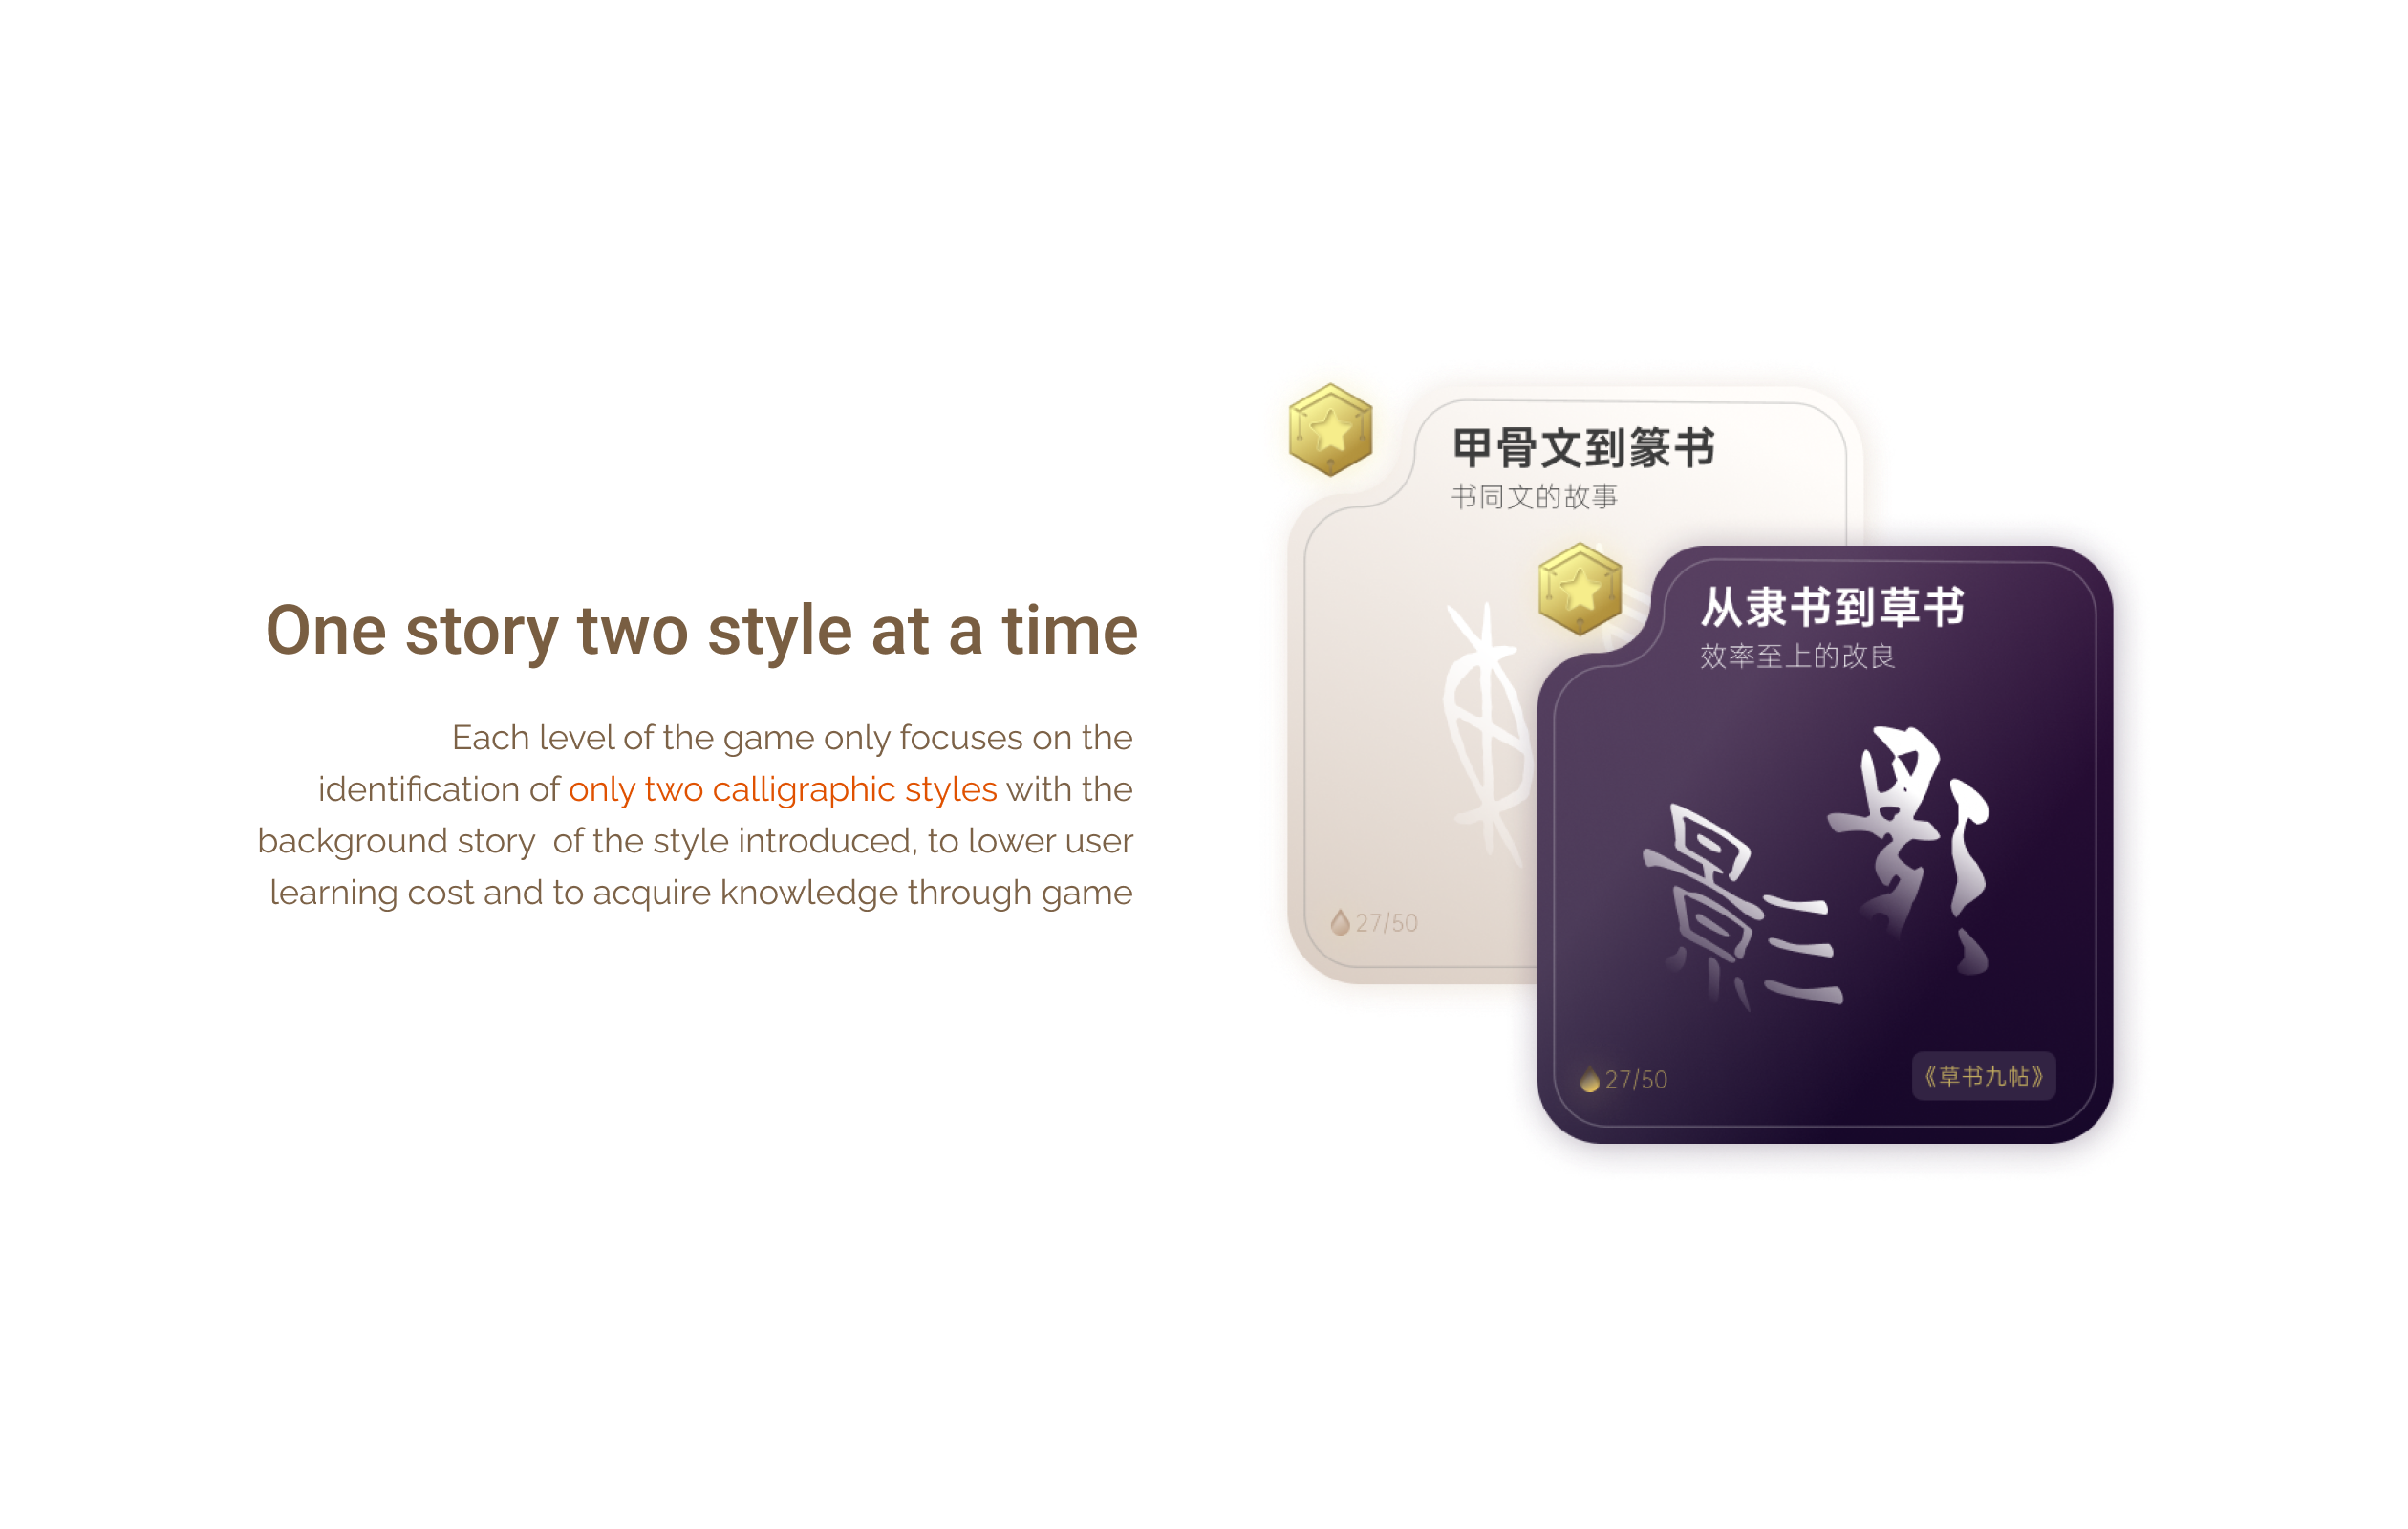 One story two style at a time
Each level of the game only focuses on the
identification of only two calligraphic styles with the
background story  of the style introduced, to lower user
learning cost and to acquire knowledge through game
甲骨文到篆书
书同文的故事
27/50
从隶书到草书
效率至上的改良
影
影
27/50
《草书九帖》